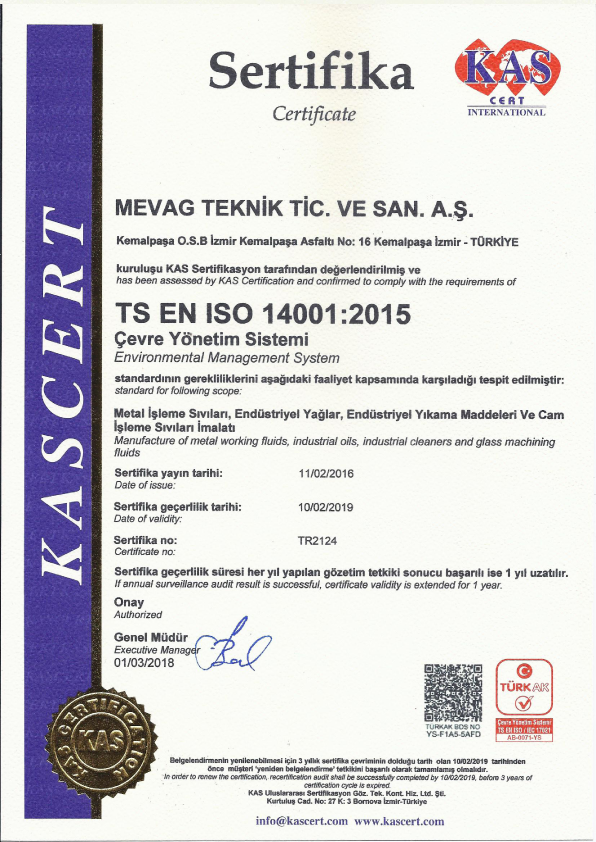 Sertifika
Certificate
KAS
CERT
INTERNATIONAL
KASCERT
MEVAG TEKNİK TİC. VE SAN. A.Ş.
Kemalpaşa O.S.B İzmir Kemalpaşa Asfaltı No: 16 Kemalpaşa İzmir - TÜRKİYE
kuruluşu KAS Sertifikasyon tarafından değerlendirilmiş ve
has been assessed by KAS Certification and confirmed to comply with the requirements of
TS EN ISO 14001:2015
Çevre Yönetim Sistemi
Environmental Management System
standardının gerekliliklerini aşağıdaki faaliyet kapsamında karşıladığı tespit edilmiştir:
standard for following scope:
Metal İşleme Sıvıları, Endüstriyel Yağlar, Endüstriyel Yıkama Maddeleri Ve Cam
İşleme Sıvıları İmalatı
Manufacture of metal working fluids, industrial oils, industrial cleaners and glass machining
fluids
Sertifika yayın tarihi: 11/02/2016
Date of issue:
Sertifika geçerlilik tarihi: 10/02/2019
Date of validity:
Sertifika no: TR2124
Certificate no:
Sertifika geçerlilik süresi her yıl yapılan gözetim tetkiki sonucu başarılı ise 1 yıl uzatılır.
If annual surveillance audit result is successful, certificate validity is extended for 1 year.
Onay
Authorized
Genel Müdür
Executive Manager
01/03/2018
TÜRKAK BDS NO
YS-F1A5-5AFD
TÜRKAK
Çevre Yönetim Sistemi
TS EN ISO / IEC 17021
AB-0071-YS
KAS CERTIFICATION
KAS
Belgelendirmenin yenilenebilmesi için 3 yıllık sertifika çevriminin dolduğu tarih olan 10/02/2019 tarihinden
önce müşteri 'yeniden belgelendirme' tetkikini başarılı olarak tamamlamış olmalıdır.
In order to renew the certification, recertification audit shall be successfully completed by 10/02/2019, before 3 years of
certification cycle is expired.
KAS Uluslararası Sertifikasyon Göz. Tek. Kont. Hiz. Ltd. Şti.
Kurtuluş Cad. No: 27 K: 3 Bornova İzmir-Türkiye
info@kascert.com www.kascert.com